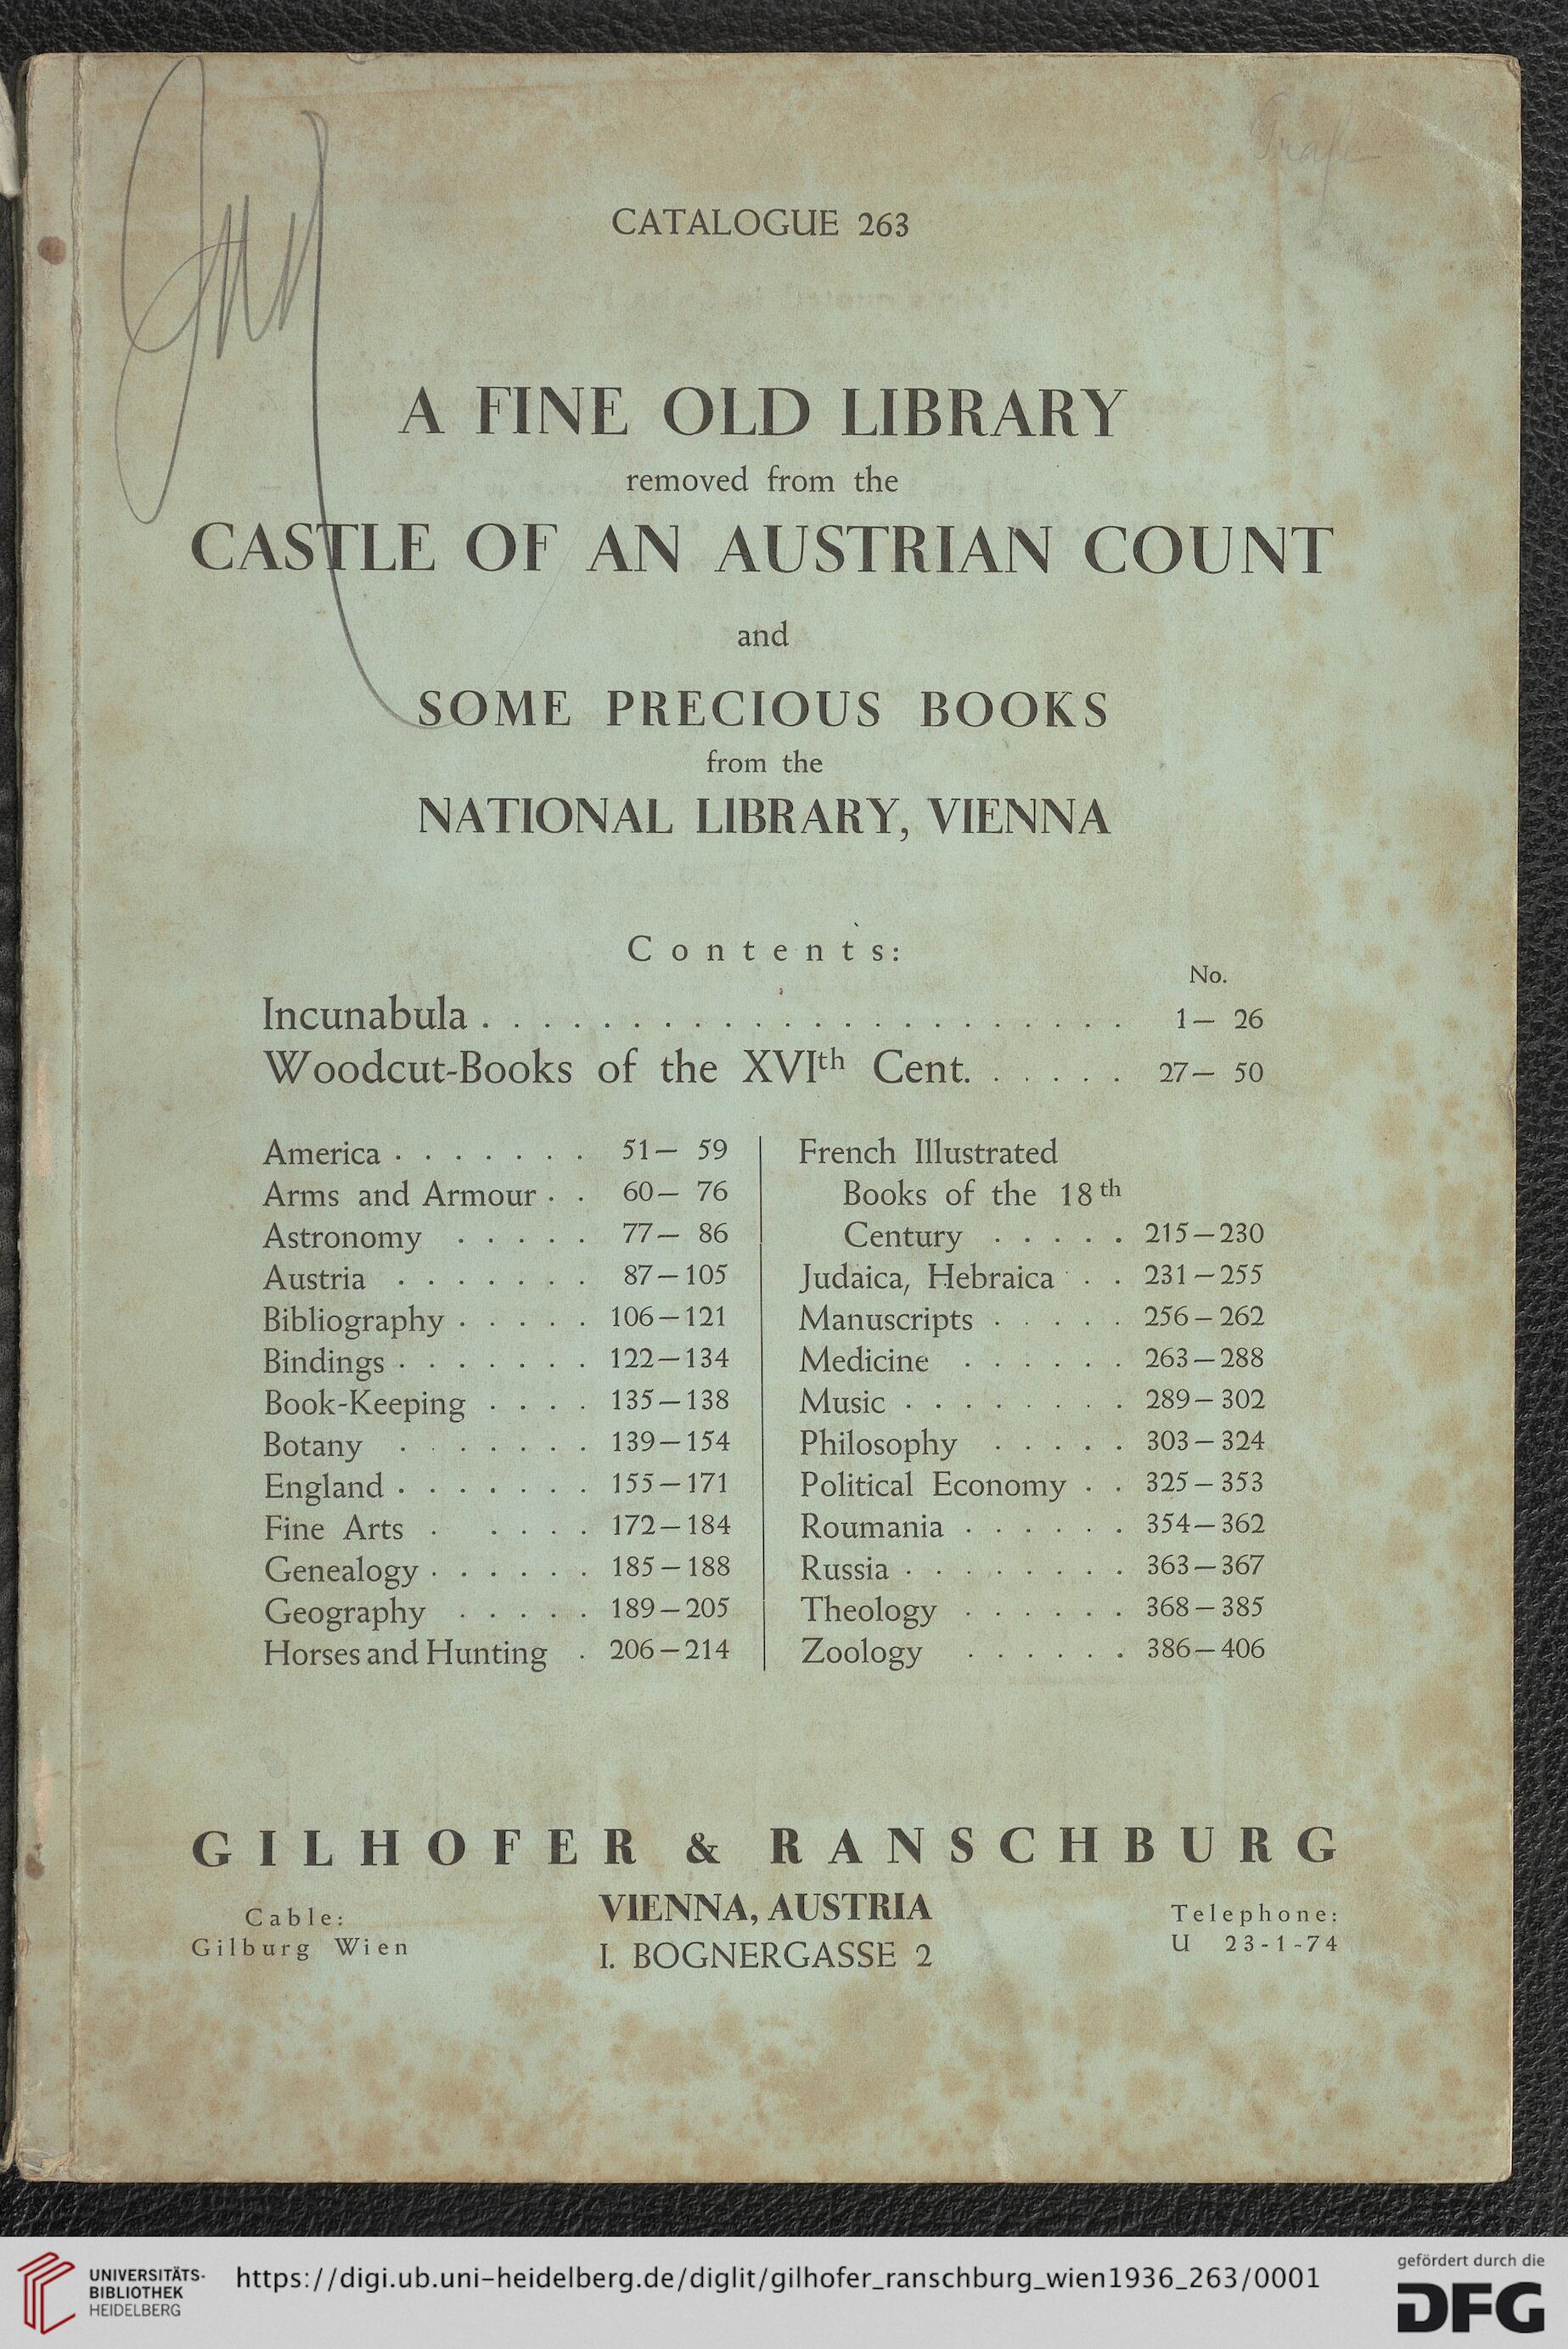 CATALOGUE 263
A FINE OLD LIBRARY
removed from the
CASTLE OF AN AUSTRIAN COUNT
and
SOME PRECIOUS BOOKS
from the
NATIONAL LIBRARY, VIENNA
Contents:
No.
Incunabula . . . . . . . . . . . . . . . . . . . . . . 1— 26
Woodcut-Books of the XVIth Cent. . . . . . 27— 50
America . . . . . . . 51— 59
Arms and Armour . . 60— 76
Astronomy . . . . . 77— 86
Austria . . . . . . . 87—105
Bibliography . . . . . 106—121
Bindings . . . . . . . 122—134
Book-Keeping . . . . 135—138
Botany . . . . . . . 139—154
England . . . . . . . 155—171
Fine Arts . . . . . 172—184
Genealogy . . . . . . 185—188
Geography . . . . . 189—205
Horses and Hunting . 206—214
French Illustrated
Books of the 18th
Century . . . . . 215—230
Judaica, Hebraica . . 231—255
Manuscripts . . . . . 256—262
Medicine . . . . . . 263—288
Music . . . . . . . . 289—302
Philosophy . . . . . 303—324
Political Economy . . 325—353
Roumania . . . . . . 354—362
Russia . . . . . . . . 363—367
Theology . . . . . . 368—385
Zoology . . . . . . 386—406
GILHOFER & RANSCHBURG
VIENNA, AUSTRIA
I. BOGNERGASSE 2
Cable:
Gilburg Wien
Telephone:
U 23-1-74
UNIVERSITÄTS-
BIBLIOTHEK
HEIDELBERG
https://digi.ub.uni-heidelberg.de/diglit/gilhofer_ranschburg_wien1936_263/0001
gefördert durch die
DFG